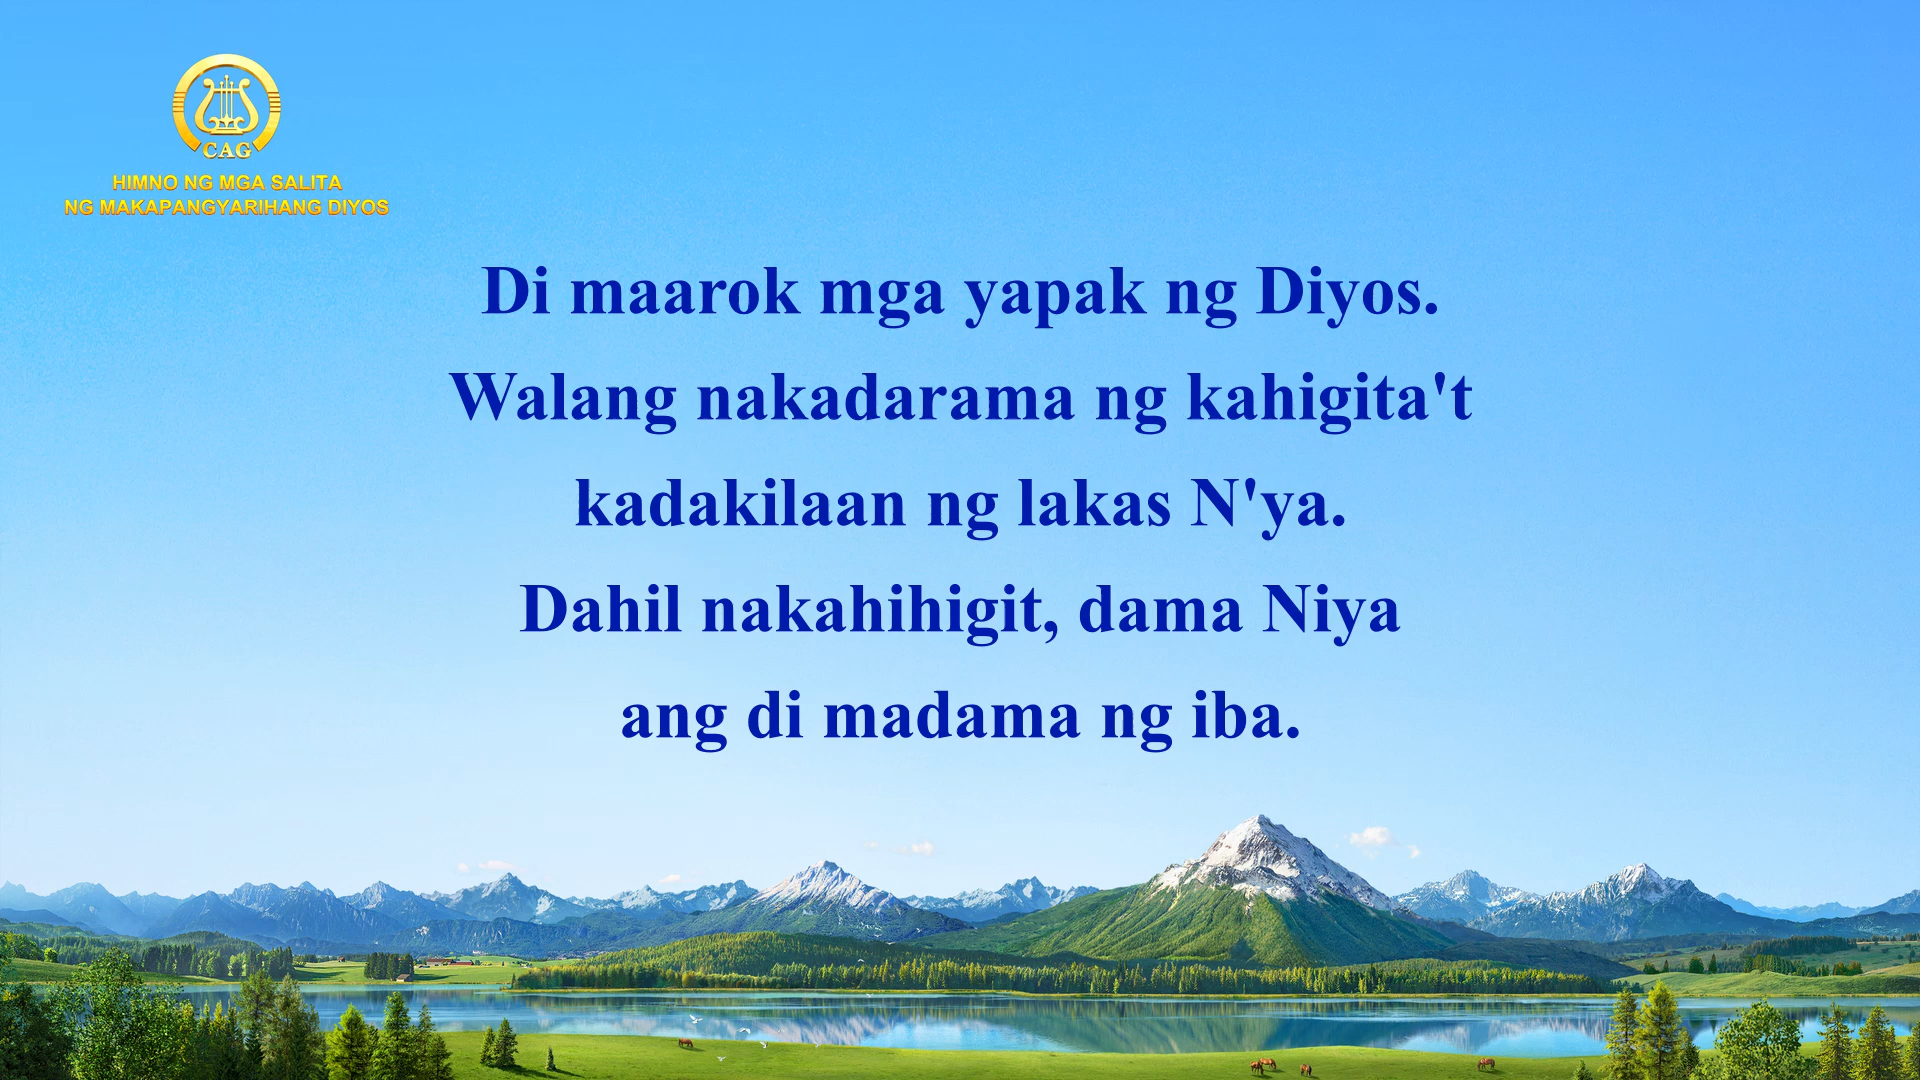 CAG
HIMNO NG MGA SALITA
NG MAKAPANGYARIHANG DIYOS
Di maarok mga yapak ng Diyos.
Walang nakadarama ng kahigita't
kadakilaan ng lakas N'ya.
Dahil nakahihigit, dama Niya
ang di madama ng iba.